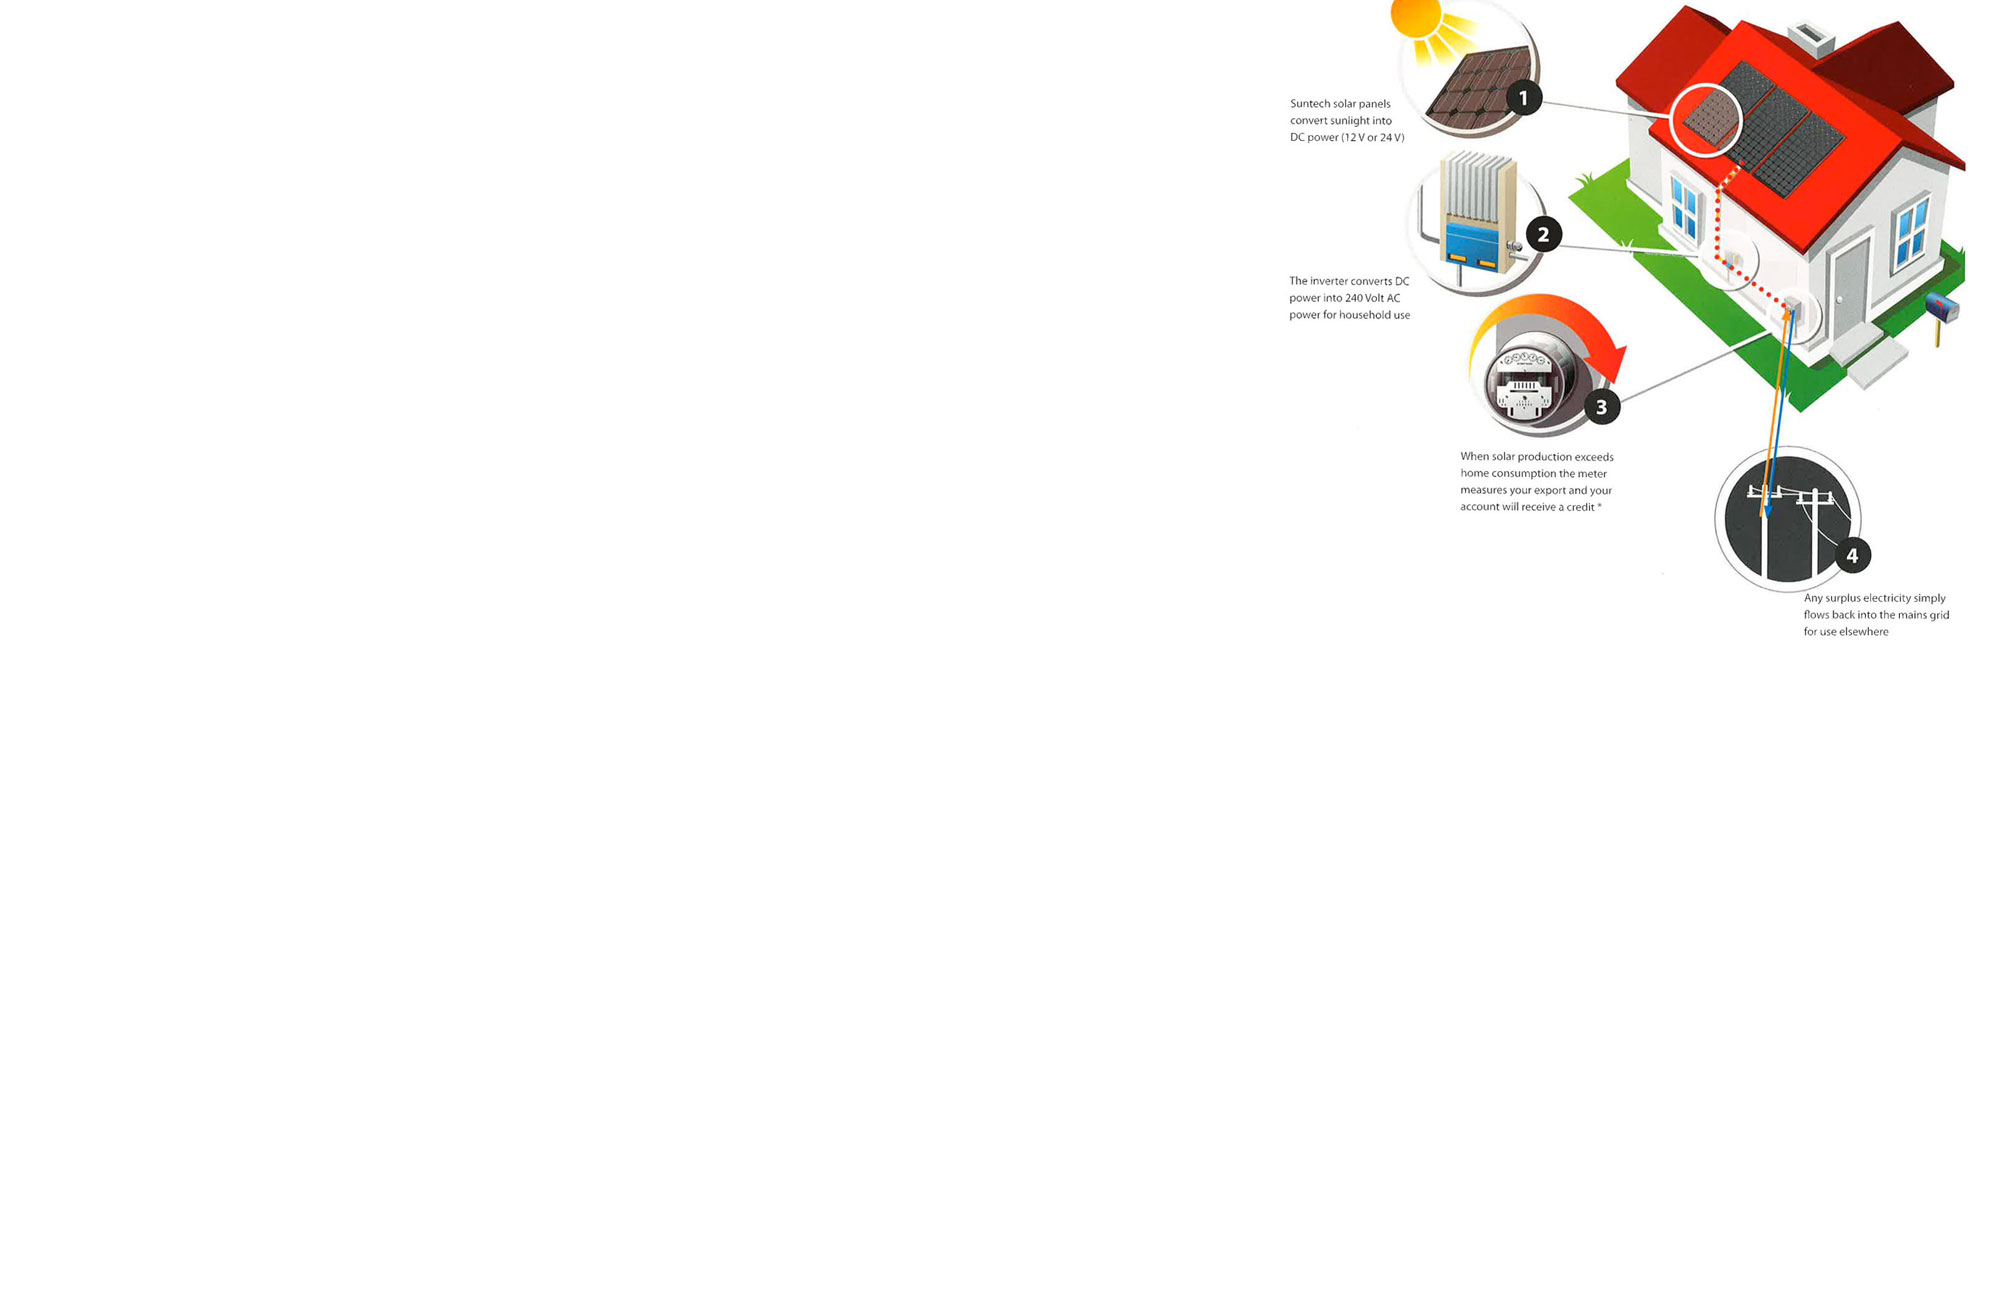 1
Suntech solar panels
convert sunlight into
DC power (12 V or 24 V)
2
The inverter converts DC
power into 240 Volt AC
power for household use
3
When solar production exceeds
home consumption the meter
measures your export and your
account will receive a credit *
4
Any surplus electricity simply
flows back into the mains grid
for use elsewhere